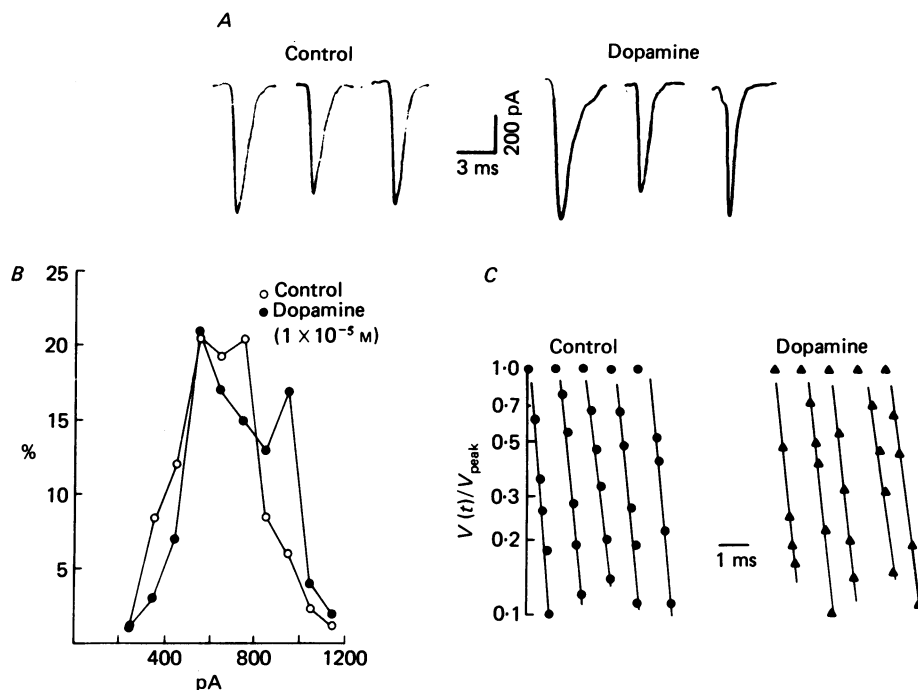 A
Control
Dopamine
200 pA
3 ms
B
25
20
15
10
5
%
Control
Dopamine
(1 × 10⁻⁵ M)
400
800
1200
pA
C
Control
Dopamine
1·0
0·7
0·5
0·3
0·2
0·1
V (t)/V peak
1 ms